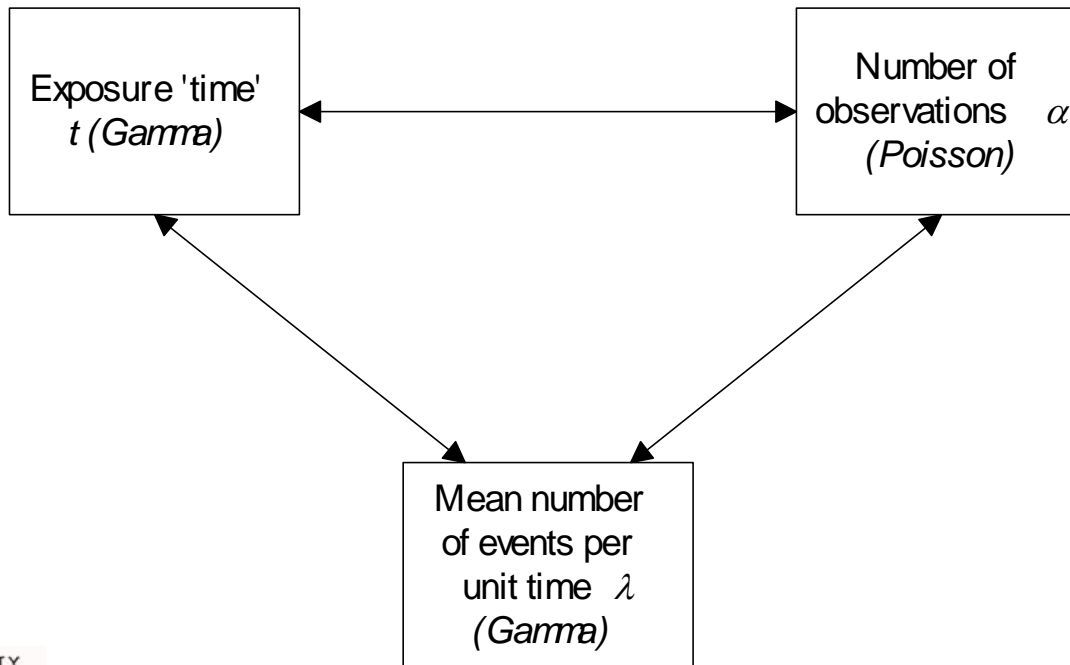 Exposure 'time'
t (Gamma)
Number of
observations α
(Poisson)
Mean number
of events per
unit time λ
(Gamma)